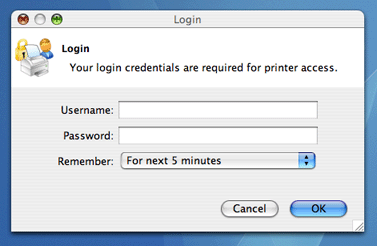 Login
Login
Your login credentials are required for printer access.
Username:
Password:
Remember: For next 5 minutes
Cancel OK